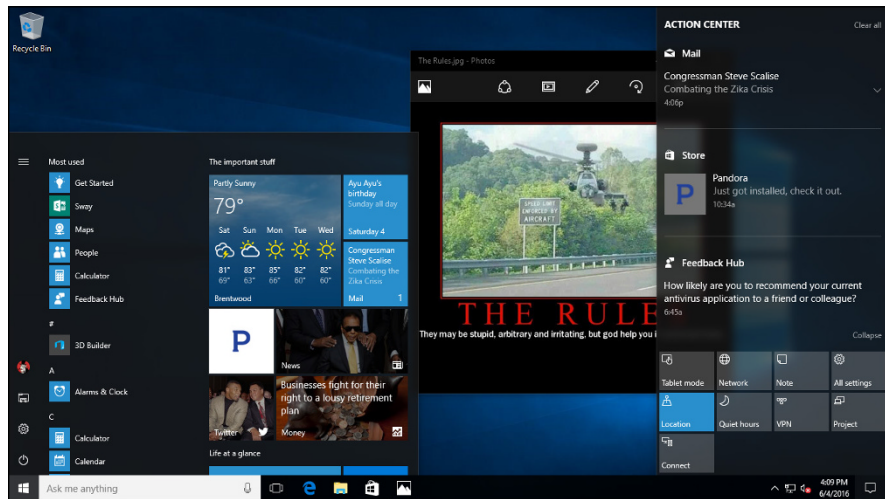 Recycle Bin
Most used
Get Started
Sway
Maps
People
Calculator
Feedback Hub
#
3D Builder
A
Alarms & Clock
C
Calculator
Calendar
The important stuff
Partly Sunny
79°
Sat Sun Mon Tue Wed
81° 83° 85° 82° 82°
69° 63° 66° 60° 60°
Brentwood
Ayu Ayu's
birthday
Sunday all day
Saturday 4
Congressman
Steve Scalise
Combating the
Zika Crisis
Mail 1
P
News
Twitter
Businesses fight for their
right to a lousy retirement
plan
Money
Life at a glance
The Rules.jpg - Photos
SPEED LIMIT
ENFORCED BY
AIRCRAFT
THE RULE
They may be stupid, arbitrary and irritating, but god help you i
ACTION CENTER
Clear all
Mail
Congressman Steve Scalise
Combating the Zika Crisis
4:06p
Store
P
Pandora
Just got installed, check it out.
10:34a
Feedback Hub
How likely are you to recommend your current
antivirus application to a friend or colleague?
6:45a
Collapse
Tablet mode
Network
Note
All settings
Location
Quiet hours
VPN
Project
Connect
Ask me anything
4:09 PM
6/4/2016